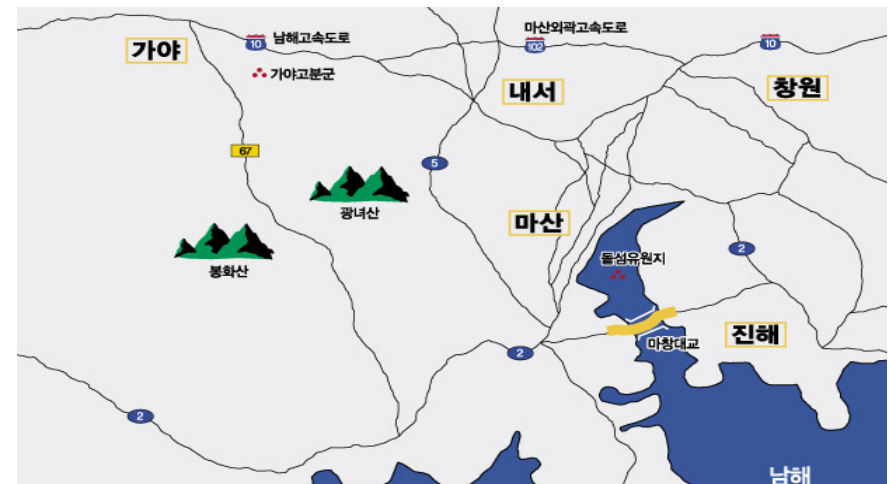 마산외곽고속도로
가야
10
남해고속도로
102
10
가야고분군
내서
창원
67
5
광녀산
마산
봉화산
2
돌섬유원지
마창대교
진해
2
2
남해